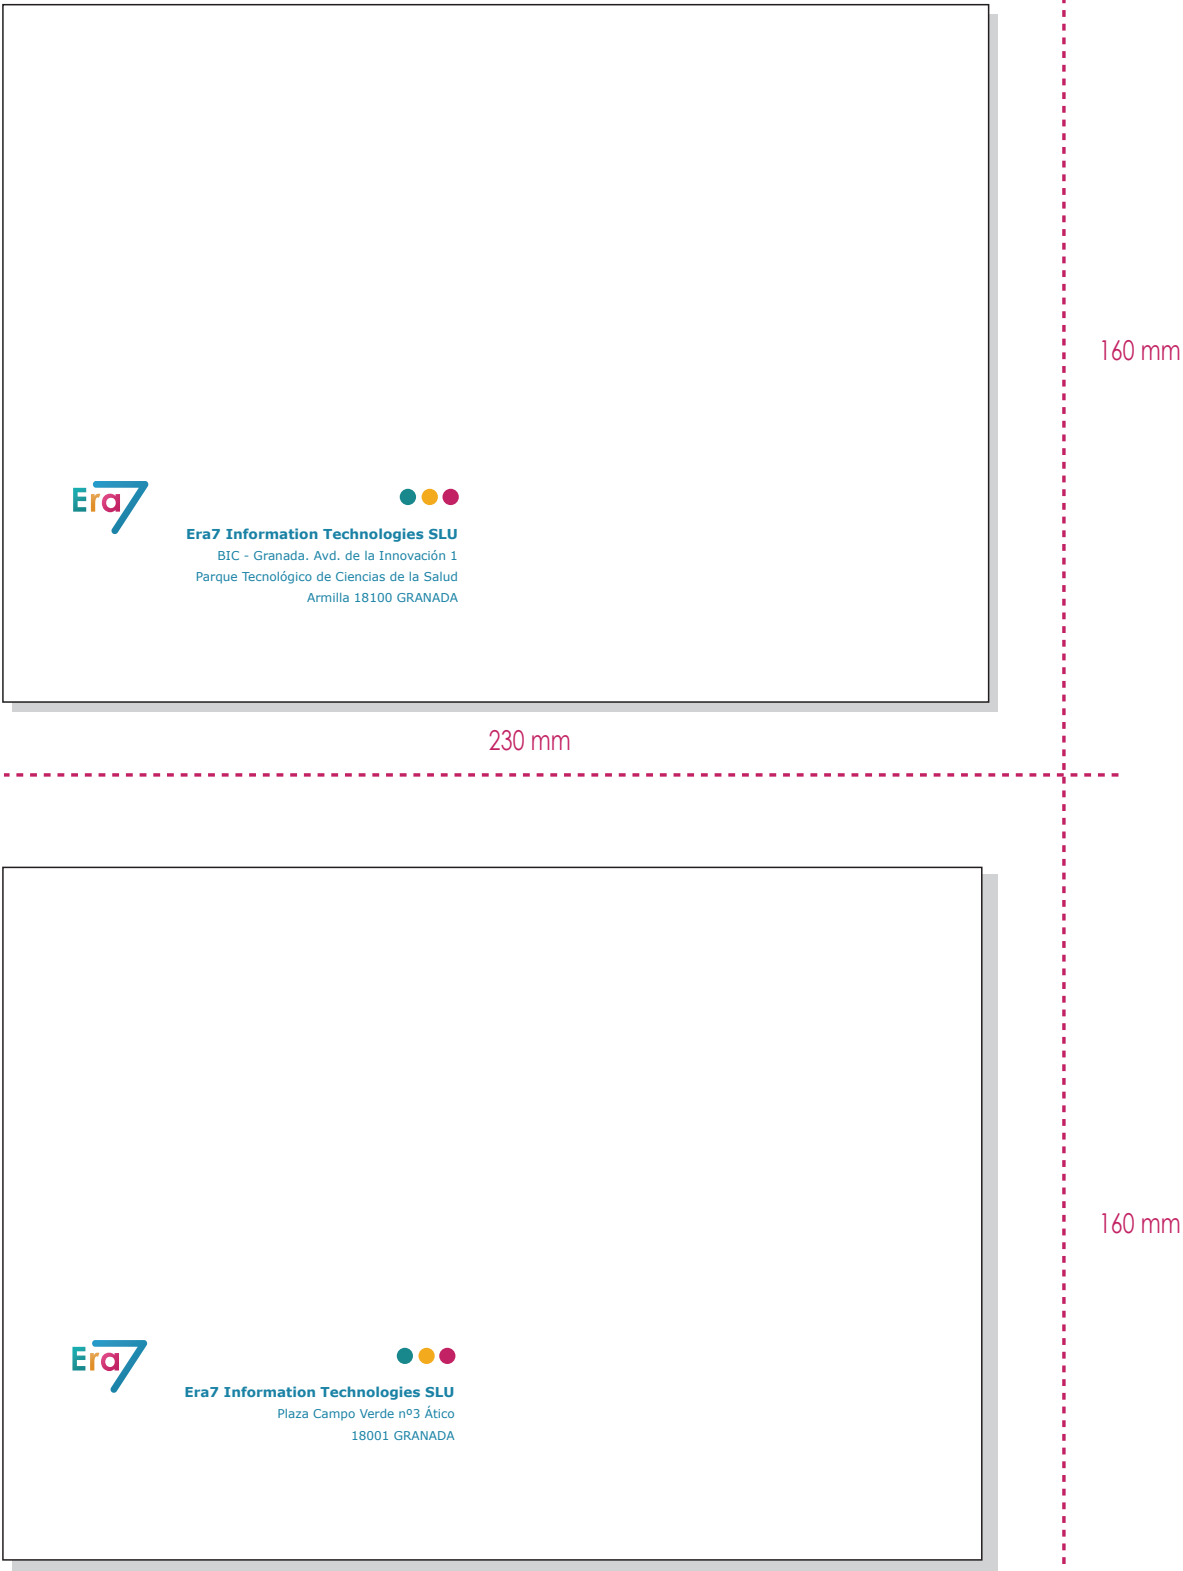 160 mm
Era7
Era7 Information Technologies SLU
BIC - Granada. Avd. de la Innovación 1
Parque Tecnológico de Ciencias de la Salud
Armilla 18100 GRANADA
230 mm
160 mm
Era7
Era7 Information Technologies SLU
Plaza Campo Verde nº3 Ático
18001 GRANADA